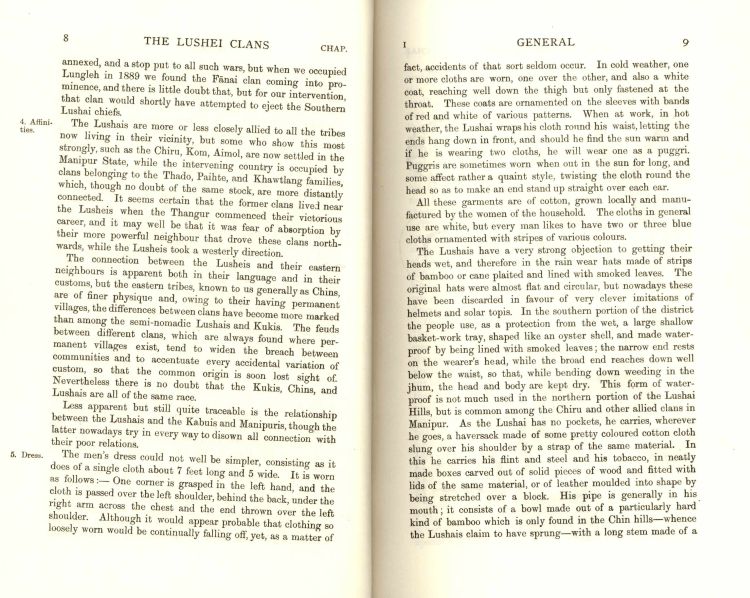 8 THE LUSHEI CLANS CHAP.
annexed, and a stop put to all such wars, but when we occupied
Lungleh in 1889 we found the Fānai clan coming into pro-
minence, and there is little doubt that, but for our intervention,
that clan would shortly have attempted to eject the Southern
Lushai chiefs.
4. Affini-
ties.
The Lushais are more or less closely allied to all the tribes
now living in their vicinity, but some who show this most
strongly, such as the Chiru, Kom, Aimol, are now settled in the
Manipur State, while the intervening country is occupied by
clans belonging to the Thado, Paihte, and Khawtlang families,
which, though no doubt of the same stock, are more distantly
connected. It seems certain that the former clans lived near
the Lusheis when the Thangur commenced their victorious
career, and it may well be that it was fear of absorption by
their more powerful neighbour that drove these clans north-
wards, while the Lusheis took a westerly direction.
The connection between the Lusheis and their eastern
neighbours is apparent both in their language and in their
customs, but the eastern tribes, known to us generally as Chins,
are of finer physique and, owing to their having permanent
villages, the differences between clans have become more marked
than among the semi-nomadic Lushais and Kukis. The feuds
between different clans, which are always found where per-
manent villages exist, tend to widen the breach between
communities and to accentuate every accidental variation of
custom, so that the common origin is soon lost sight of.
Nevertheless there is no doubt that the Kukis, Chins, and
Lushais are all of the same race.
Less apparent but still quite traceable is the relationship
between the Lushais and the Kabuis and Manipuris, though the
latter nowadays try in every way to disown all connection with
their poor relations.
5. Dress.
The men's dress could not well be simpler, consisting as it
does of a single cloth about 7 feet long and 5 wide. It is worn
as follows:— One corner is grasped in the left hand, and the
cloth is passed over the left shoulder, behind the back, under the
right arm across the chest and the end thrown over the left
shoulder. Although it would appear probable that clothing so
loosely worn would be continually falling off, yet, as a matter of
I GENERAL 9
fact, accidents of that sort seldom occur. In cold weather, one
or more cloths are worn, one over the other, and also a white
coat, reaching well down the thigh but only fastened at the
throat. These coats are ornamented on the sleeves with bands
of red and white of various patterns. When at work, in hot
weather, the Lushai wraps his cloth round his waist, letting the
ends hang down in front, and should he find the sun warm and
if he is wearing two cloths, he will wear one as a puggri.
Puggris are sometimes worn when out in the sun for long, and
some affect rather a quaint style, twisting the cloth round the
head so as to make an end stand up straight over each ear.
All these garments are of cotton, grown locally and manu-
factured by the women of the household. The cloths in general
use are white, but every man likes to have two or three blue
cloths ornamented with stripes of various colours.
The Lushais have a very strong objection to getting their
heads wet, and therefore in the rain wear hats made of strips
of bamboo or cane plaited and lined with smoked leaves. The
original hats were almost flat and circular, but nowadays these
have been discarded in favour of very clever imitations of
helmets and solar topis. In the southern portion of the district
the people use, as a protection from the wet, a large shallow
basket-work tray, shaped like an oyster shell, and made water-
proof by being lined with smoked leaves; the narrow end rests
on the wearer's head, while the broad end reaches down well
below the waist, so that, while bending down weeding in the
jhum, the head and body are kept dry. This form of water-
proof is not much used in the northern portion of the Lushai
Hills, but is common among the Chiru and other allied clans in
Manipur. As the Lushai has no pockets, he carries, wherever
he goes, a haversack made of some pretty coloured cotton cloth
slung over his shoulder by a strap of the same material. In
this he carries his flint and steel and his tobacco, in neatly
made boxes carved out of solid pieces of wood and fitted with
lids of the same material, or of leather moulded into shape by
being stretched over a block. His pipe is generally in his
mouth; it consists of a bowl made out of a particularly hard
kind of bamboo which is only found in the Chin hills—whence
the Lushais claim to have sprung—with a long stem made of a